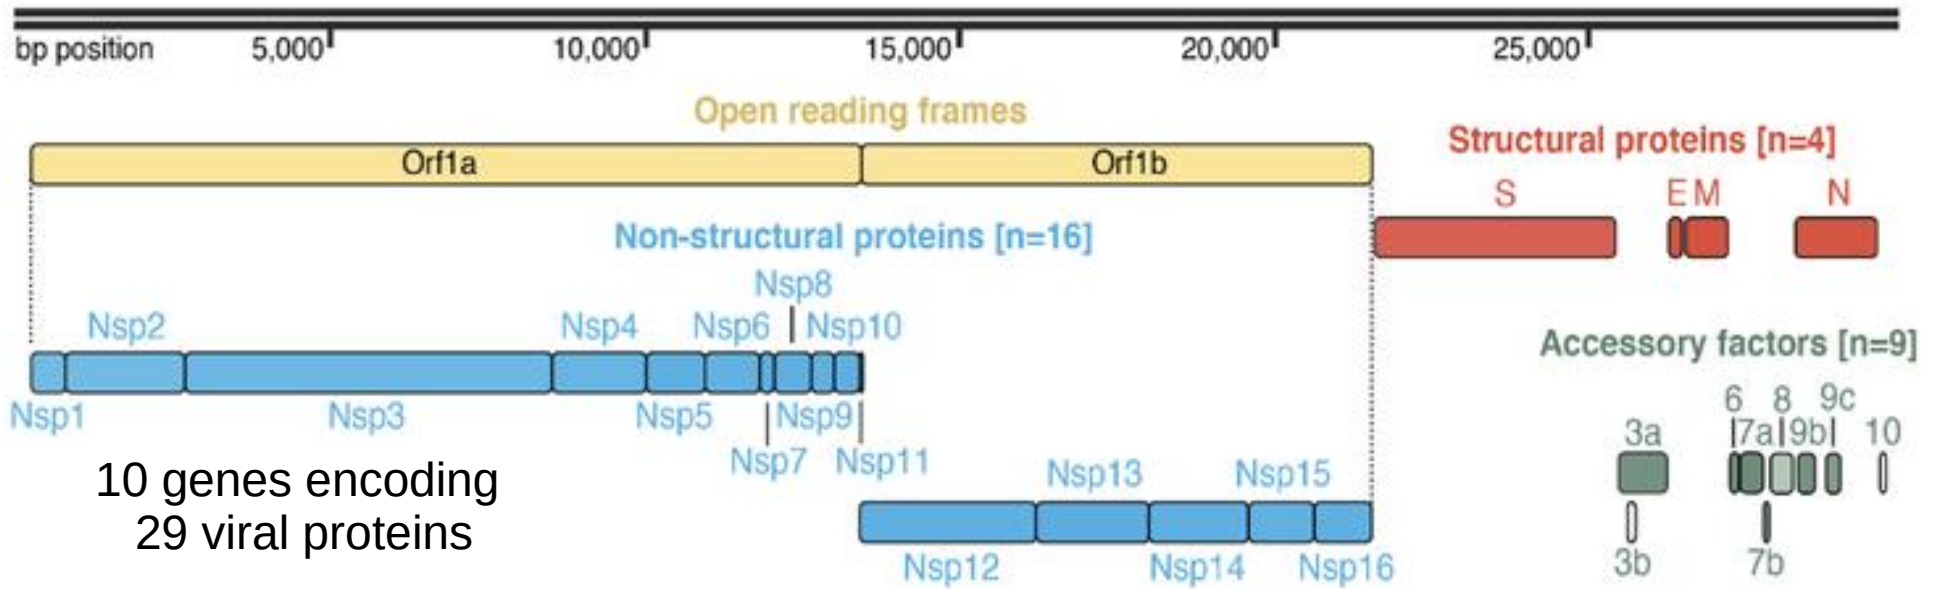 bp position 5,000 10,000 15,000 20,000 25,000
Open reading frames
Orf1a Orf1b
Structural proteins [n=4]
S E M N
Non-structural proteins [n=16]
Nsp8
Nsp2 Nsp4 Nsp6 Nsp10
Nsp1 Nsp3 Nsp5 Nsp9
Nsp7 Nsp11
Nsp13 Nsp15
Nsp12 Nsp14 Nsp16
10 genes encoding
29 viral proteins
Accessory factors [n=9]
6 8 9c
3a 7a 9b 10
3b 7b